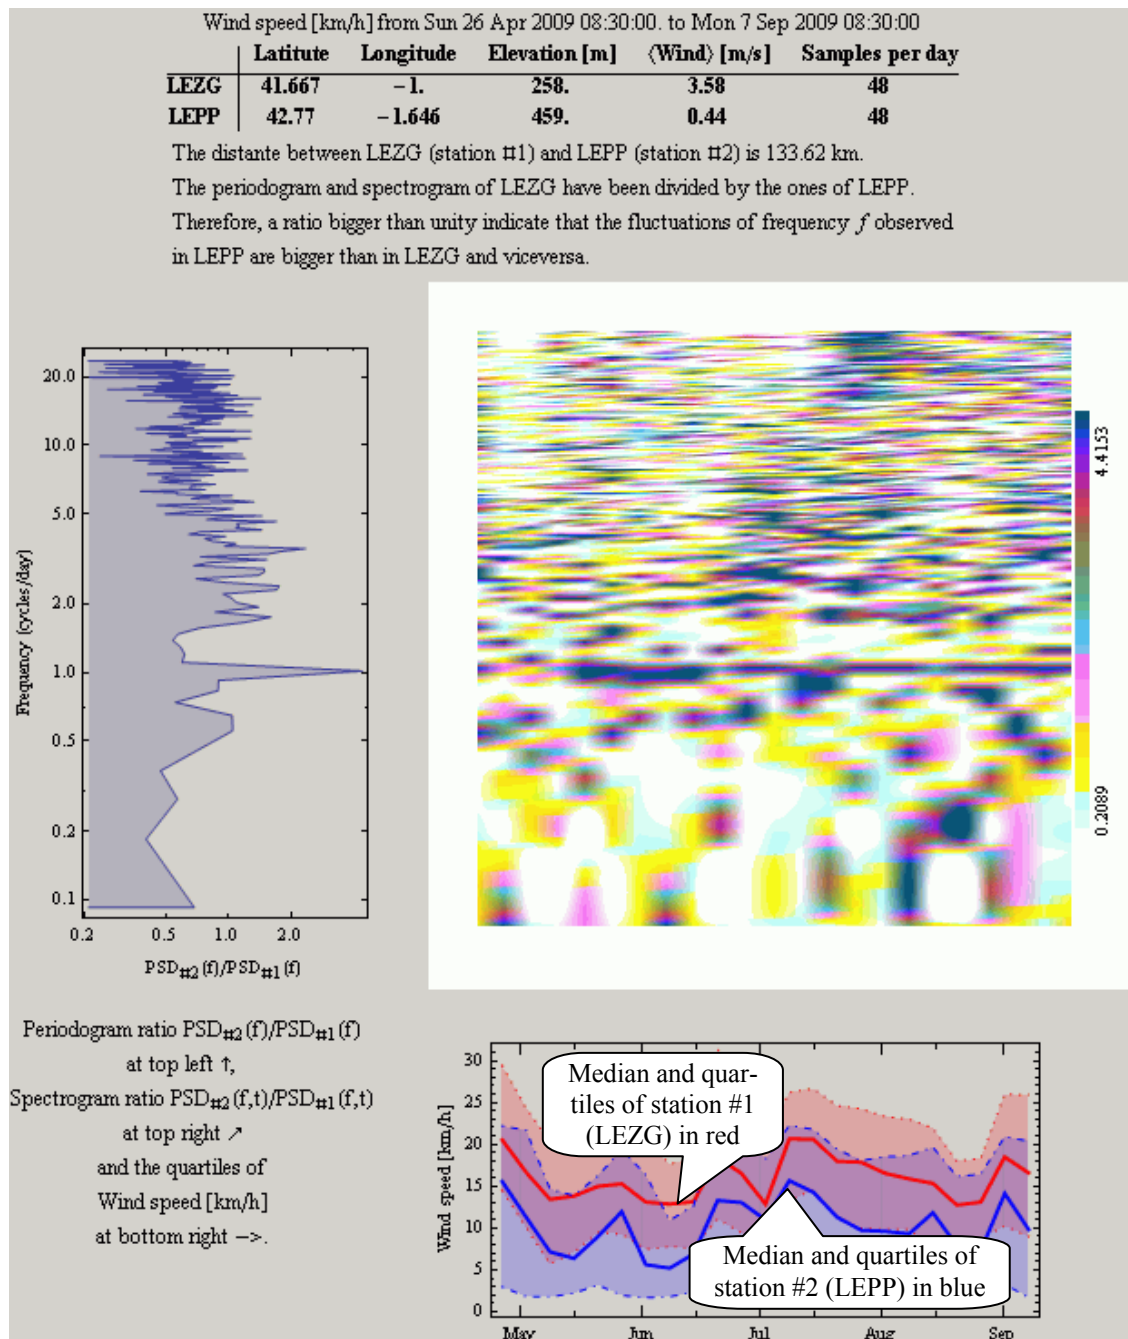 Wind speed [km/h] from Sun 26 Apr 2009 08:30:00. to Mon 7 Sep 2009 08:30:00
Latitute Longitude Elevation [m] ⟨Wind⟩ [m/s] Samples per day
LEZG 41.667 −1. 258. 3.58 48
LEPP 42.77 −1.646 459. 0.44 48
The distante between LEZG (station #1) and LEPP (station #2) is 133.62 km.
The periodogram and spectrogram of LEZG have been divided by the ones of LEPP.
Therefore, a ratio bigger than unity indicate that the fluctuations of frequency f observed
in LEPP are bigger than in LEZG and viceversa.
Frequency (cycles/day)
20.0
10.0
5.0
2.0
1.0
0.5
0.2
0.1
0.2 0.5 1.0 2.0
PSD#2(f)/PSD#1(f)
4.4153
0.2089
Periodogram ratio PSD#2(f)/PSD#1(f)
at top left ↑,
Spectrogram ratio PSD#2(f,t)/PSD#1(f,t)
at top right ↗
and the quartiles of
Wind speed [km/h]
at bottom right −>.
Wind speed [km/h]
30
25
20
15
10
5
0
Median and quar-
tiles of station #1
(LEZG) in red
Median and quartiles of
station #2 (LEPP) in blue
May Jun Jul Aug Sep